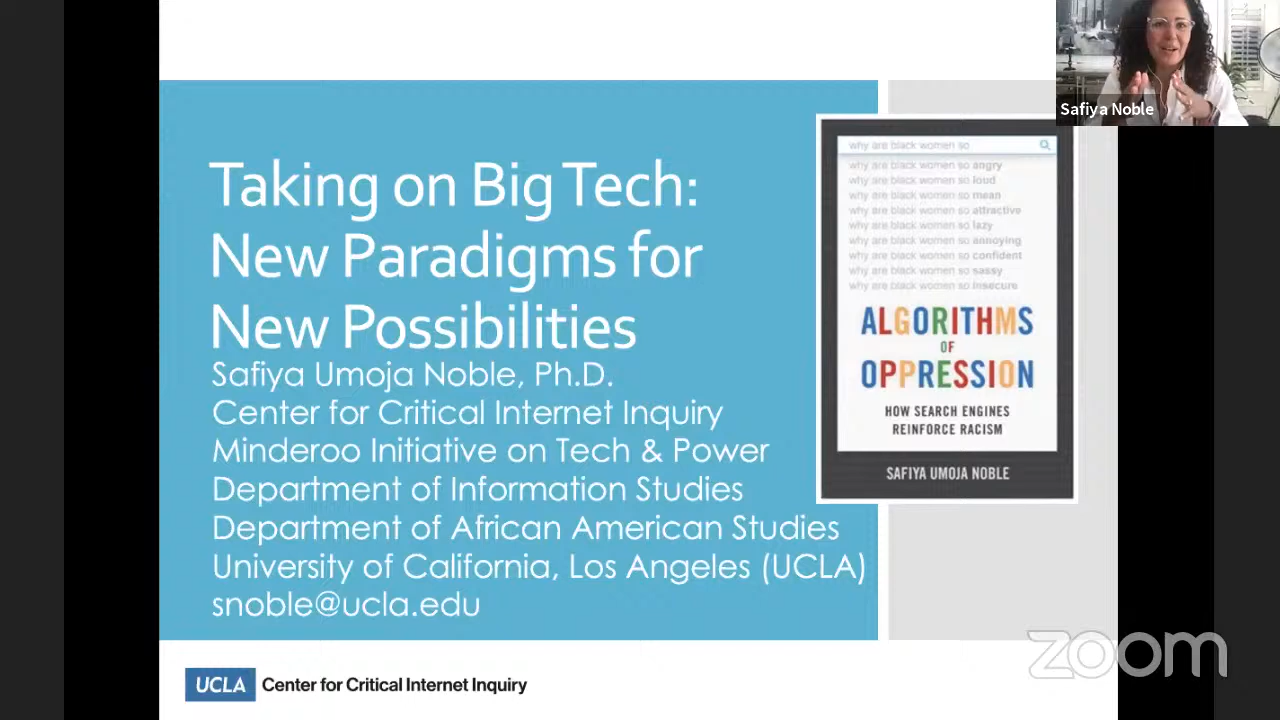 Taking on Big Tech:
New Paradigms for
New Possibilities
Safiya Umoja Noble, Ph.D.
Center for Critical Internet Inquiry
Minderoo Initiative on Tech & Power
Department of Information Studies
Department of African American Studies
University of California, Los Angeles (UCLA)
snoble@ucla.edu
UCLA Center for Critical Internet Inquiry
Safiya Noble
why are black women so
why are black women so angry
why are black women so loud
why are black women so mean
why are black women so attractive
why are black women so lazy
why are black women so annoying
why are black women so confident
why are black women so sassy
why are black women so insecure
ALGORITHMS
OF
OPPRESSION
HOW SEARCH ENGINES
REINFORCE RACISM
SAFIYA UMOJA NOBLE
zoom